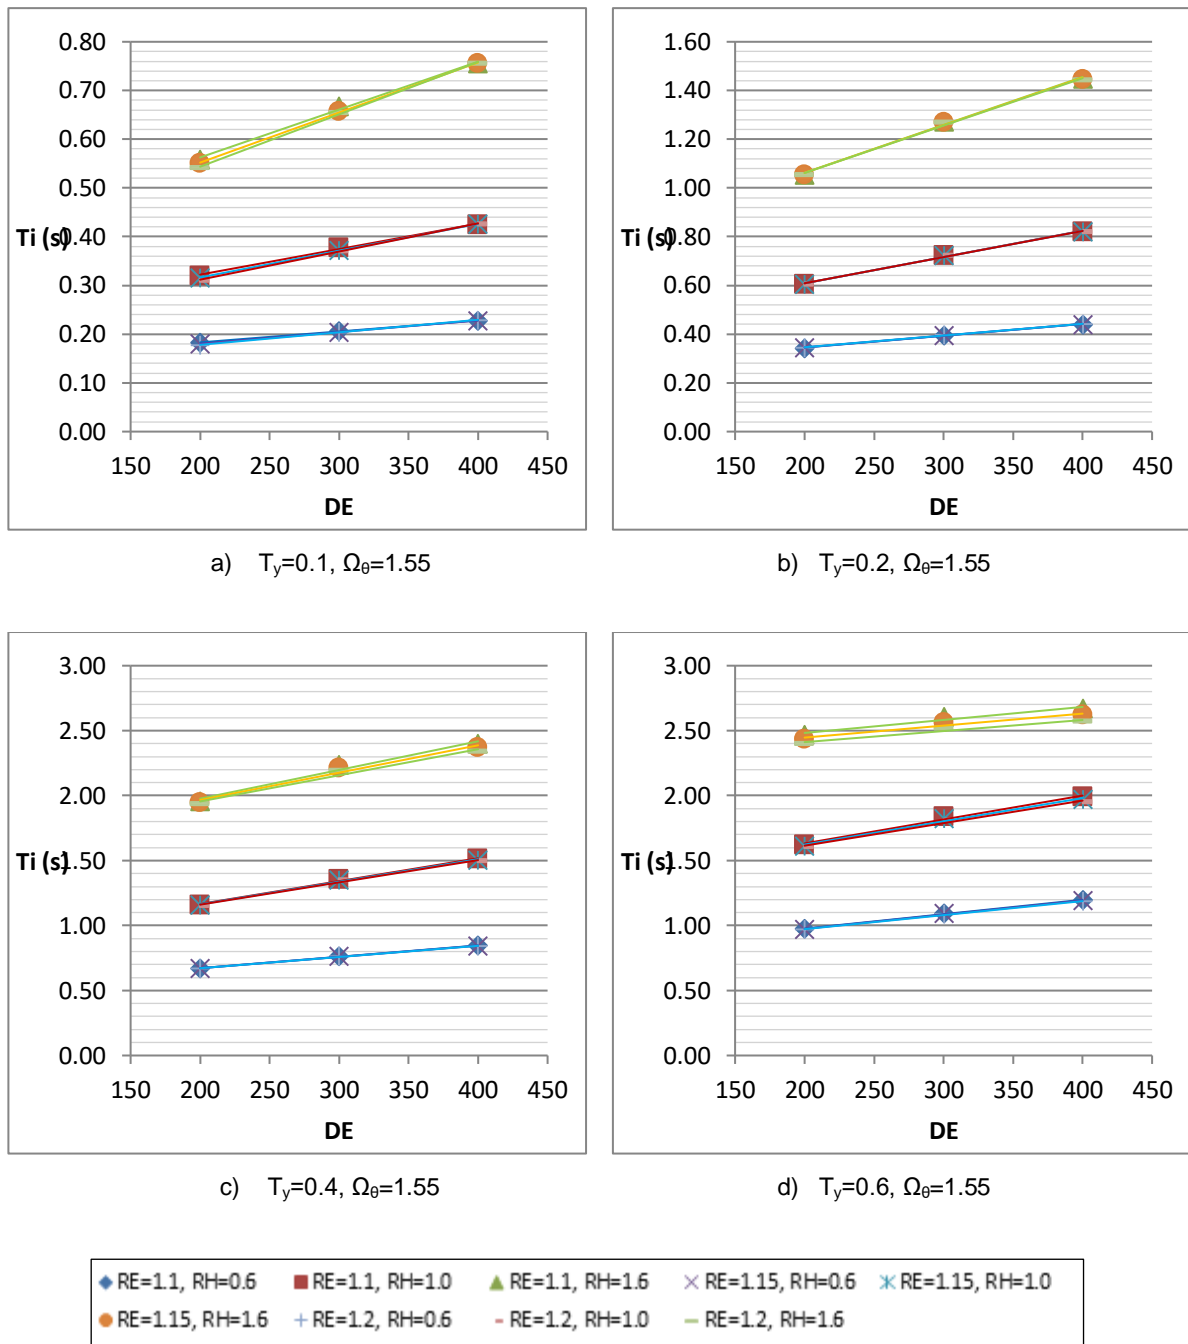 0.80
0.70
0.60
0.50
0.40
0.30
0.20
0.10
0.00
Ti (s)
150 200 250 300 350 400 450
DE
a) T_y=0.1, Ω_θ=1.55
1.60
1.40
1.20
1.00
0.80
0.60
0.40
0.20
0.00
Ti (s)
150 200 250 300 350 400 450
DE
b) T_y=0.2, Ω_θ=1.55
3.00
2.50
2.00
1.50
1.00
0.50
0.00
Ti (s)
150 200 250 300 350 400 450
DE
c) T_y=0.4, Ω_θ=1.55
3.00
2.50
2.00
1.50
1.00
0.50
0.00
Ti (s)
150 200 250 300 350 400 450
DE
d) T_y=0.6, Ω_θ=1.55
RE=1.1, RH=0.6 RE=1.1, RH=1.0 RE=1.1, RH=1.6 RE=1.15, RH=0.6 RE=1.15, RH=1.0
RE=1.15, RH=1.6 RE=1.2, RH=0.6 RE=1.2, RH=1.0 RE=1.2, RH=1.6